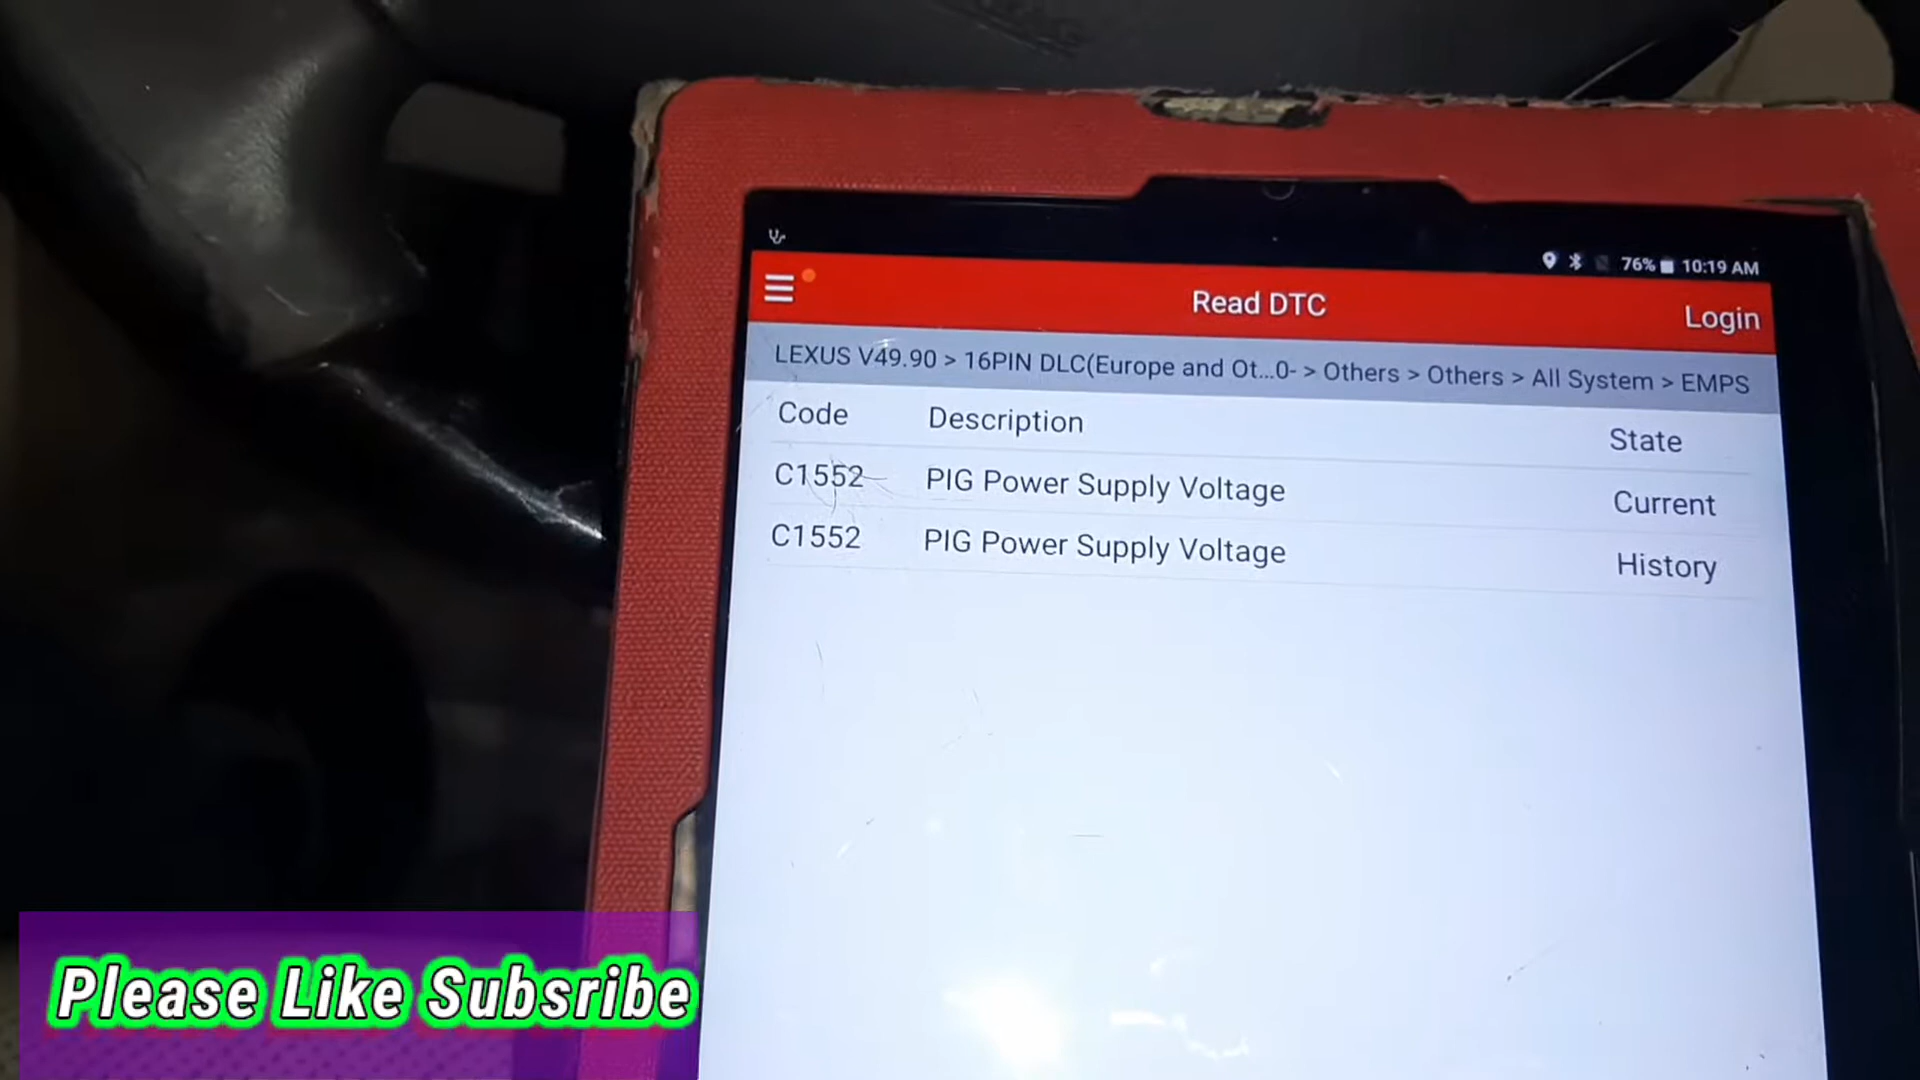 76% 10:19 AM
Read DTC
Login
LEXUS V49.90 > 16PIN DLC(Europe and Ot...0- > Others > Others > All System > EMPS
Code Description State
C1552 PIG Power Supply Voltage Current
C1552 PIG Power Supply Voltage History
Please Like Subsribe